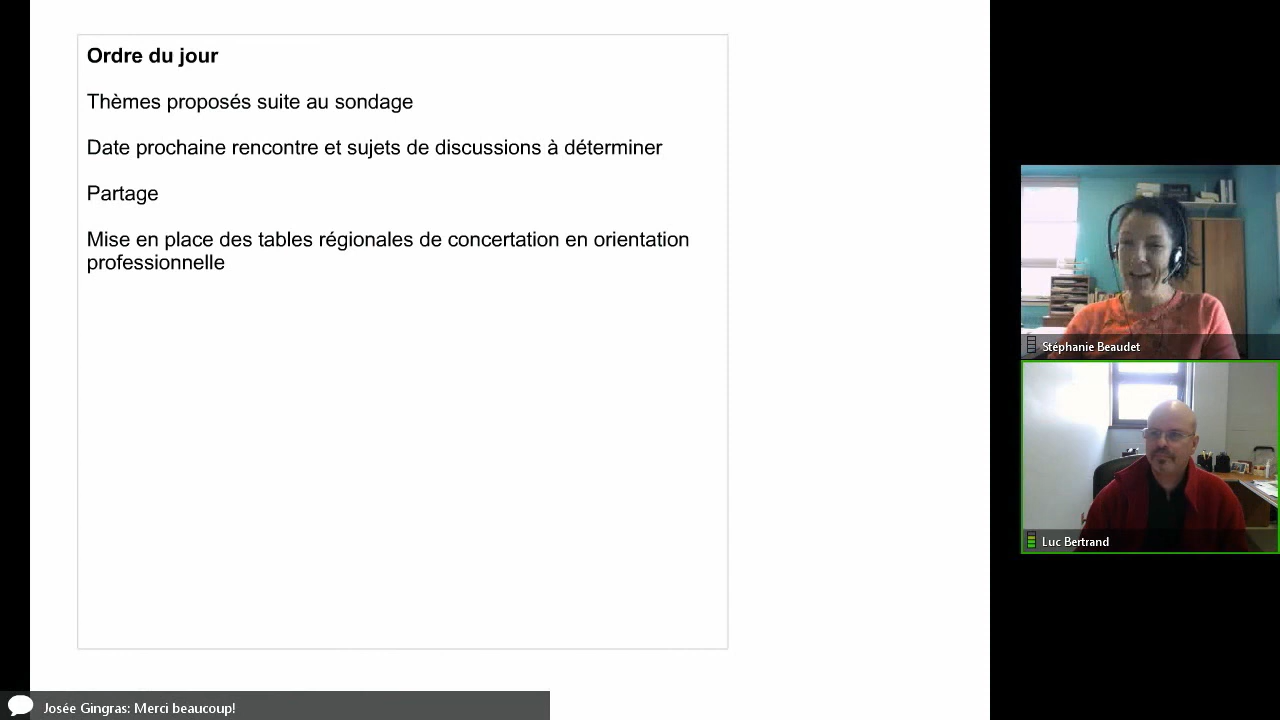 Ordre du jour
Thèmes proposés suite au sondage
Date prochaine rencontre et sujets de discussions à déterminer
Partage
Mise en place des tables régionales de concertation en orientation
professionnelle
Stéphanie Beaudet
Luc Bertrand
Josée Gingras: Merci beaucoup!